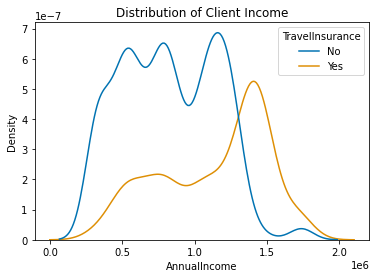 Distribution of Client Income
1e−7
TravelInsurance
No
Yes
7
6
5
4
3
2
1
0
Density
0.0 0.5 1.0 1.5 2.0
1e6
AnnualIncome